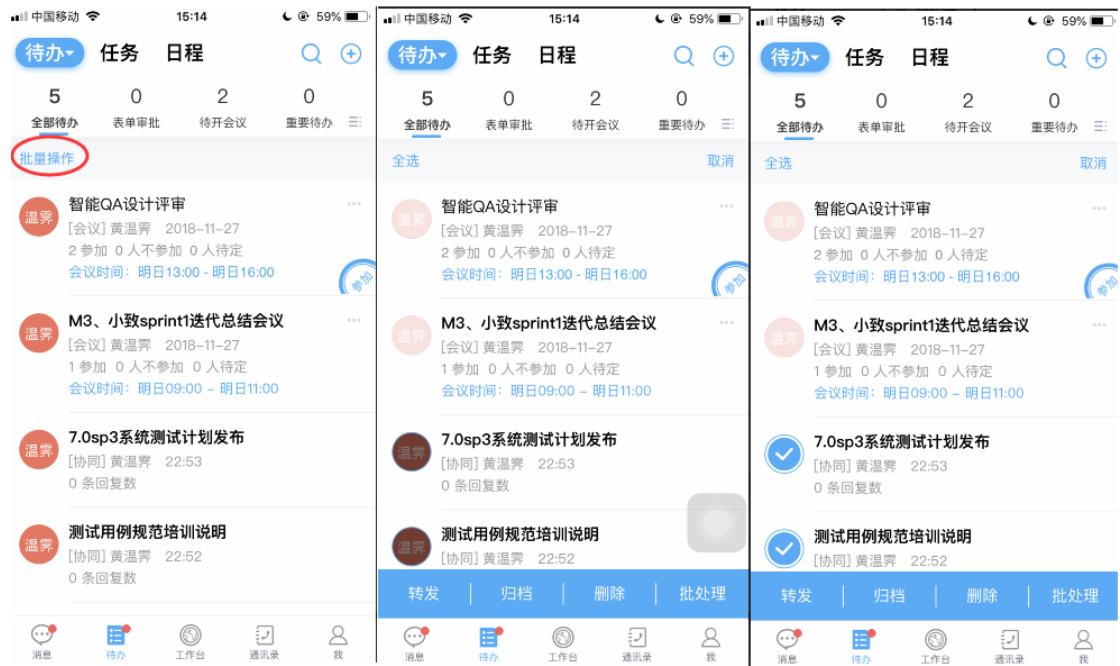 中国移动 15:14 59%
待办 任务 日程
5 0 2 0
全部待办 表单审批 待开会议 重要待办
批量操作
温霁
智能QA设计评审
[会议] 黄温霁 2018-11-27
2 参加 0 人不参加 0 人待定
会议时间：明日13:00 - 明日16:00
参加
温霁
M3、小致sprint1迭代总结会议
[会议] 黄温霁 2018-11-27
1 参加 0 人不参加 0 人待定
会议时间：明日09:00 – 明日11:00
温霁
7.0sp3系统测试计划发布
[协同] 黄温霁 22:53
0 条回复数
温霁
测试用例规范培训说明
[协同] 黄温霁 22:52
0 条回复数
消息 待办 工作台 通讯录 我
中国移动 15:14 59%
待办 任务 日程
5 0 2 0
全部待办 表单审批 待开会议 重要待办
全选 取消
温霁
智能QA设计评审
[会议] 黄温霁 2018-11-27
2 参加 0 人不参加 0 人待定
会议时间：明日13:00 - 明日16:00
参加
温霁
M3、小致sprint1迭代总结会议
[会议] 黄温霁 2018-11-27
1 参加 0 人不参加 0 人待定
会议时间：明日09:00 – 明日11:00
温霁
7.0sp3系统测试计划发布
[协同] 黄温霁 22:53
0 条回复数
温霁
测试用例规范培训说明
[协同] 黄温霁 22:52
转发 归档 删除 批处理
消息 待办 工作台 通讯录 我
中国移动 15:14 59%
待办 任务 日程
5 0 2 0
全部待办 表单审批 待开会议 重要待办
全选 取消
温霁
智能QA设计评审
[会议] 黄温霁 2018-11-27
2 参加 0 人不参加 0 人待定
会议时间：明日13:00 - 明日16:00
参加
温霁
M3、小致sprint1迭代总结会议
[会议] 黄温霁 2018-11-27
1 参加 0 人不参加 0 人待定
会议时间：明日09:00 – 明日11:00
7.0sp3系统测试计划发布
[协同] 黄温霁 22:53
0 条回复数
测试用例规范培训说明
[协同] 黄温霁 22:52
转发 归档 删除 批处理
消息 待办 工作台 通讯录 我